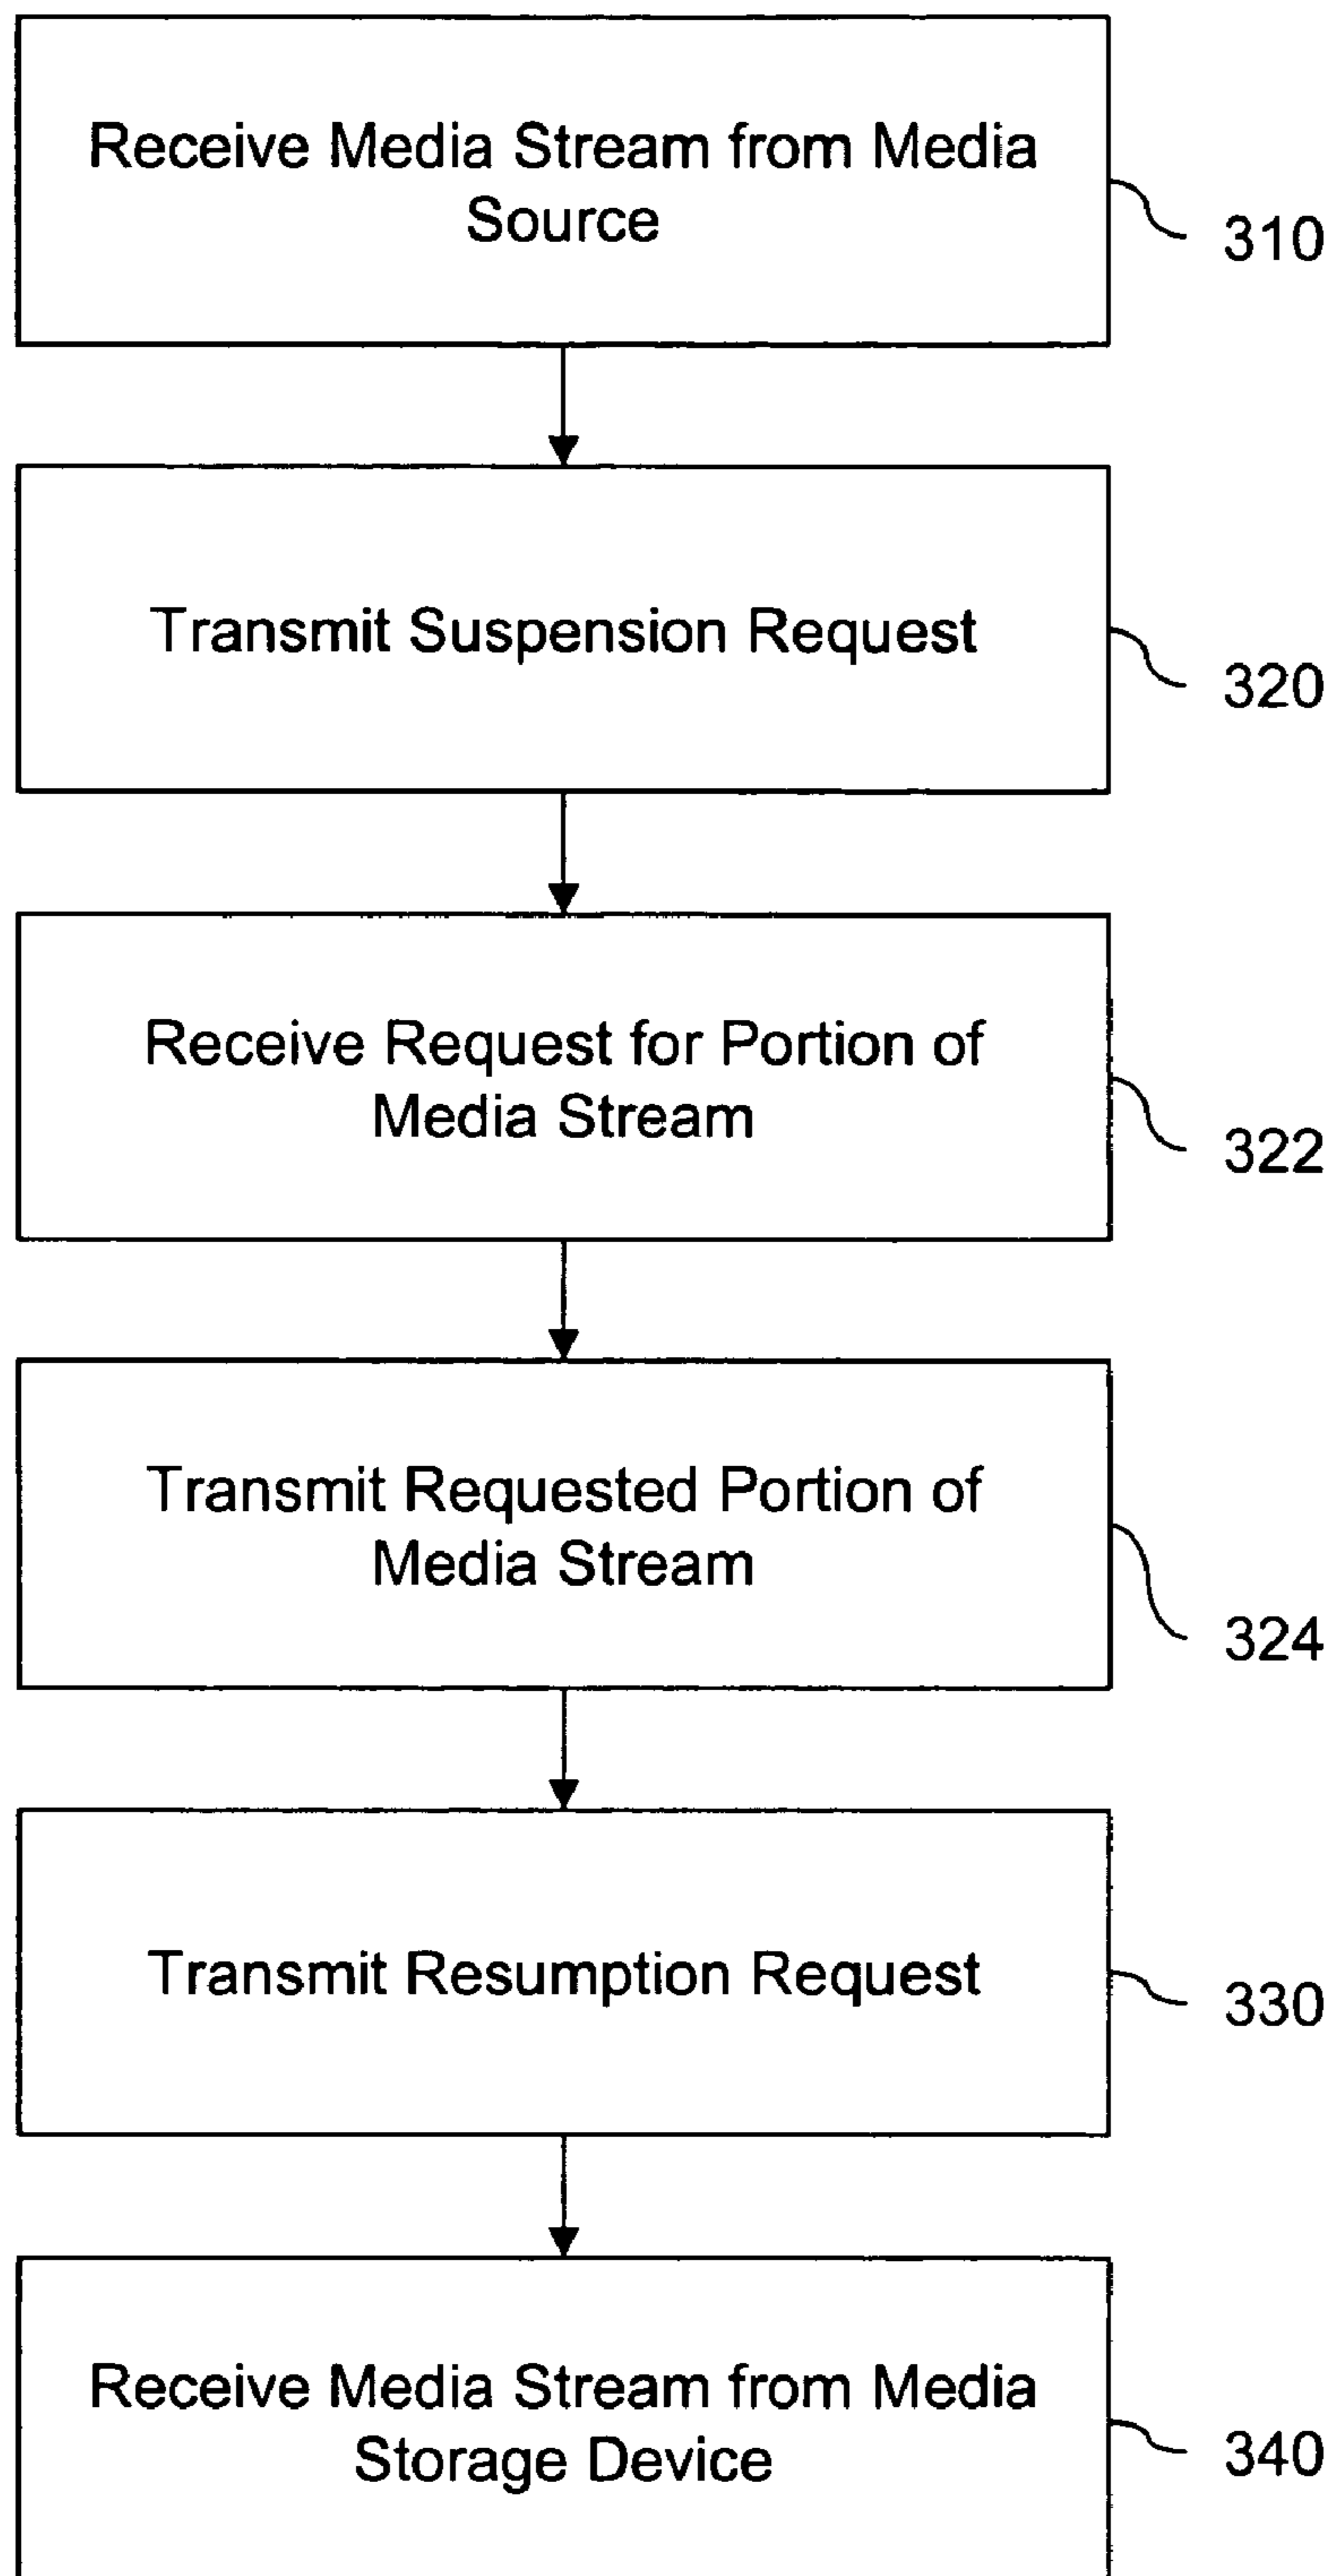 Receive Media Stream from Media
Source
310
Transmit Suspension Request
320
Receive Request for Portion of
Media Stream
322
Transmit Requested Portion of
Media Stream
324
Transmit Resumption Request
330
Receive Media Stream from Media
Storage Device
340